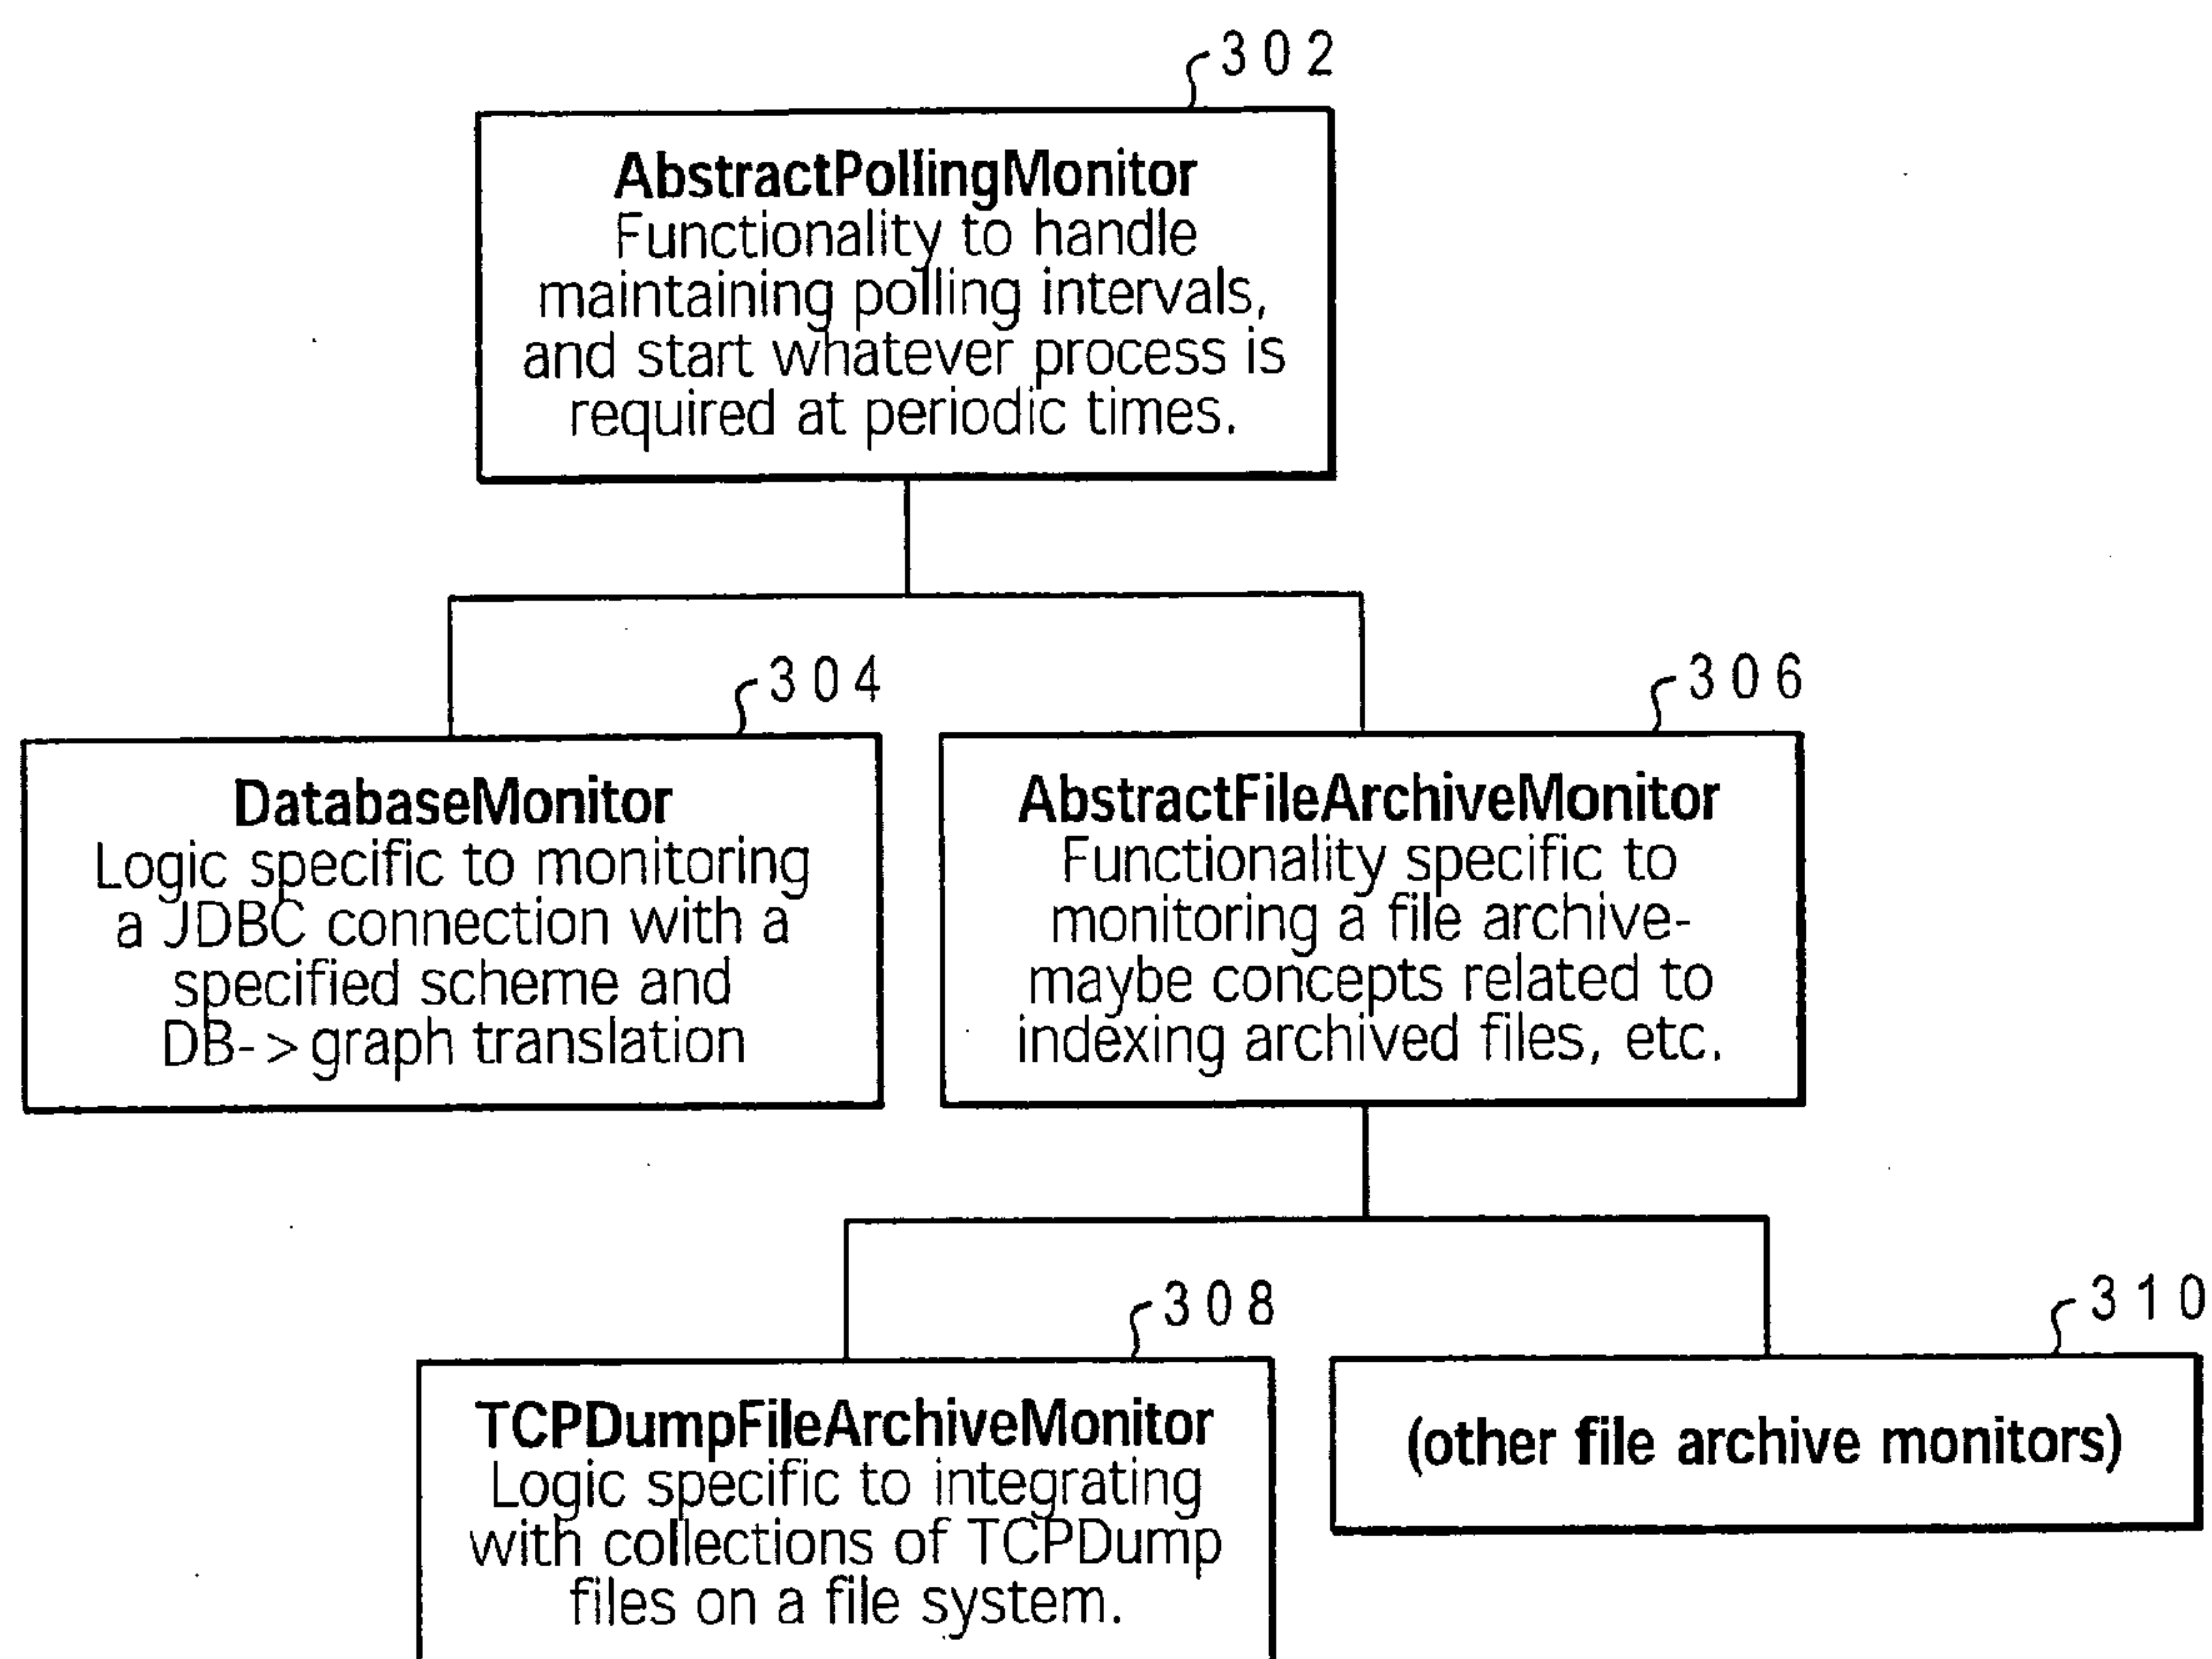 302
AbstractPollingMonitor
Functionality to handle
maintaining polling intervals,
and start whatever process is
required at periodic times.
304
DatabaseMonitor
Logic specific to monitoring
a JDBC connection with a
specified scheme and
DB->graph translation
306
AbstractFileArchiveMonitor
Functionality specific to
monitoring a file archive-
maybe concepts related to
indexing archived files, etc.
308
TCPDumpFileArchiveMonitor
Logic specific to integrating
with collections of TCPDump
files on a file system.
310
(other file archive monitors)